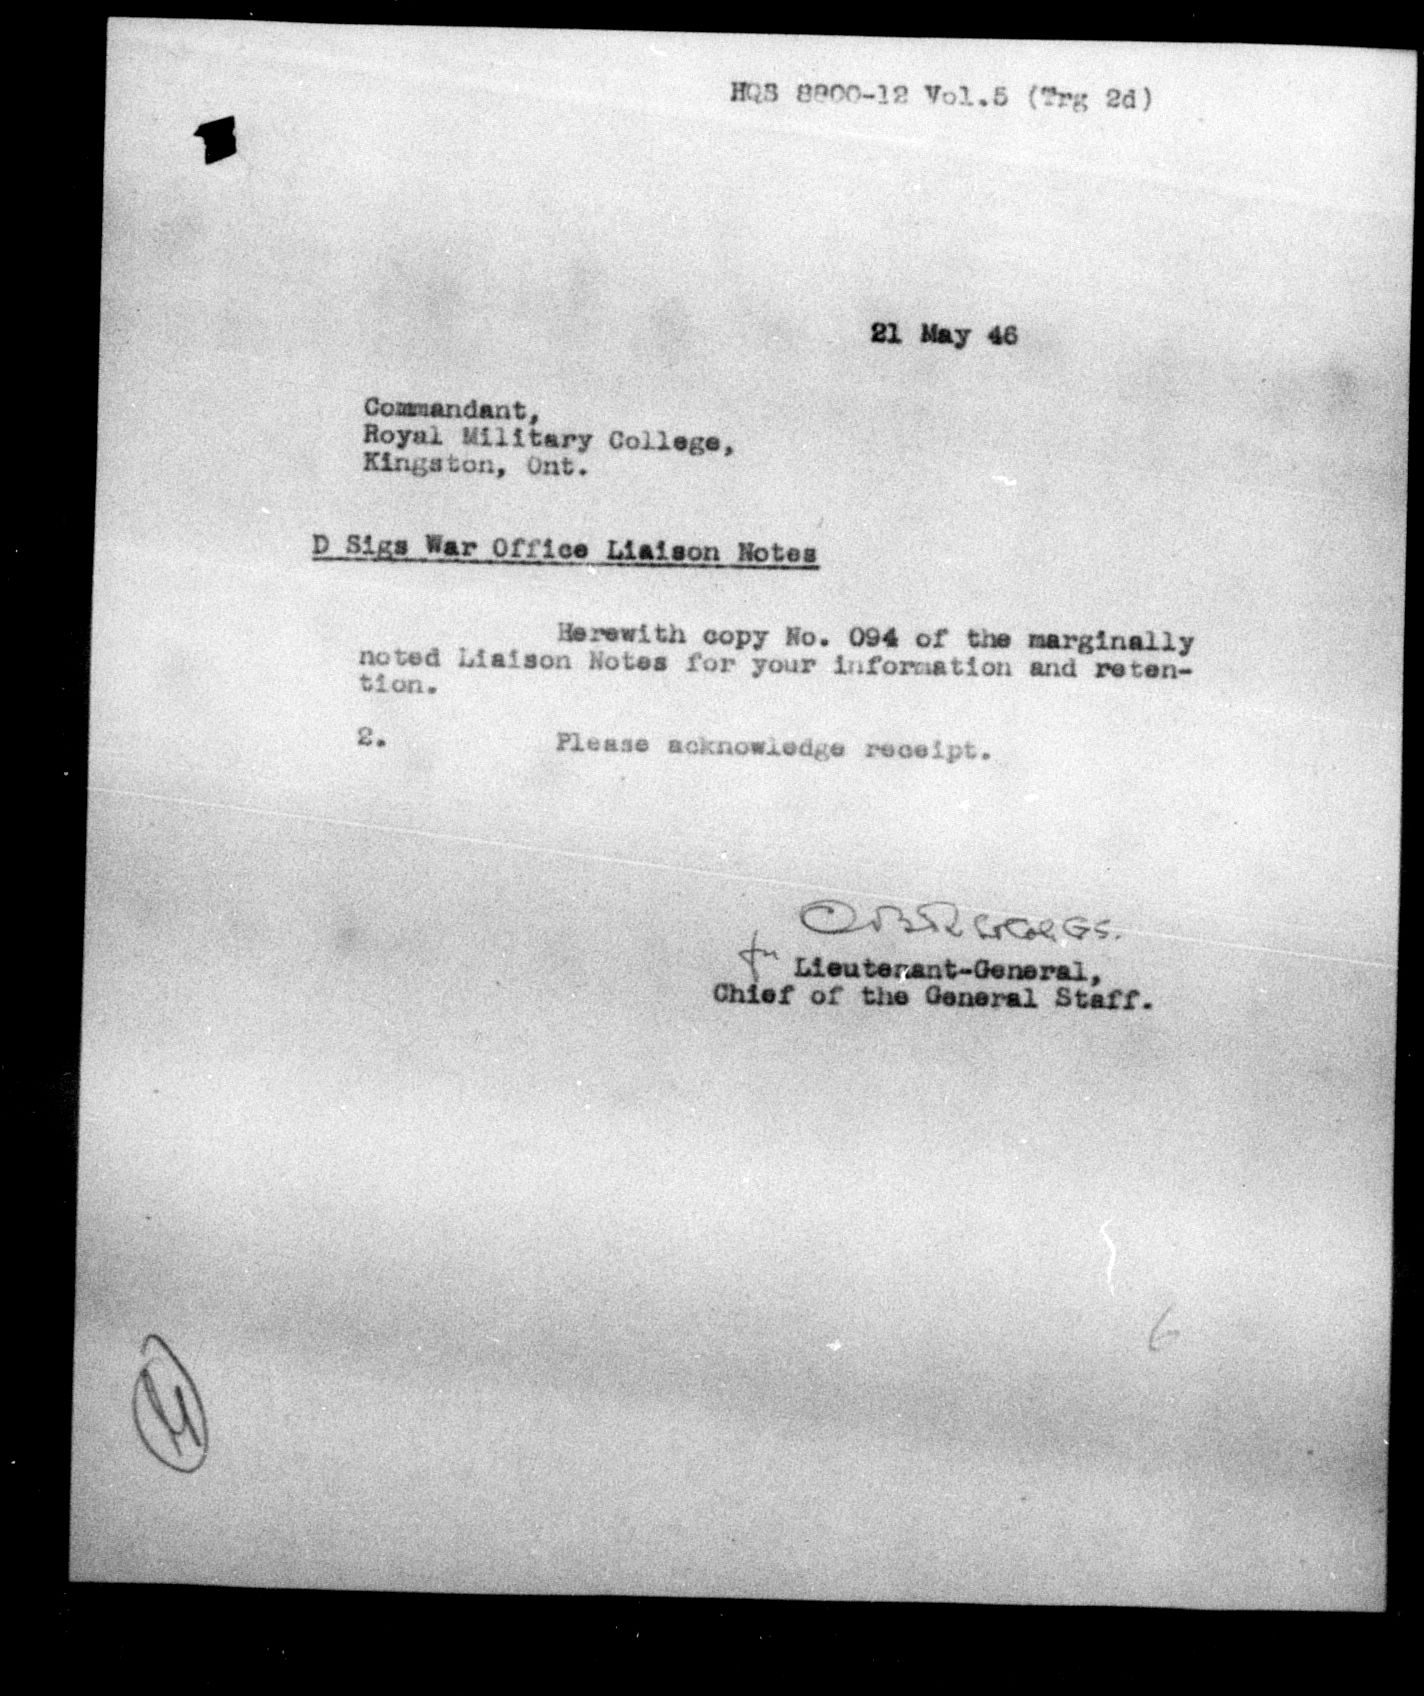 HQS 8800-12 Vol.5 (Trg 2d)
21 May 46
Commandant,
Royal Military College,
Kingston, Ont.
D Sigs War Office Liaison Notes
Herewith copy No. 094 of the marginally
noted Liaison Notes for your information and reten-
tion.
2. Please acknowledge receipt.
for Lieutenant-General,
Chief of the General Staff.
6